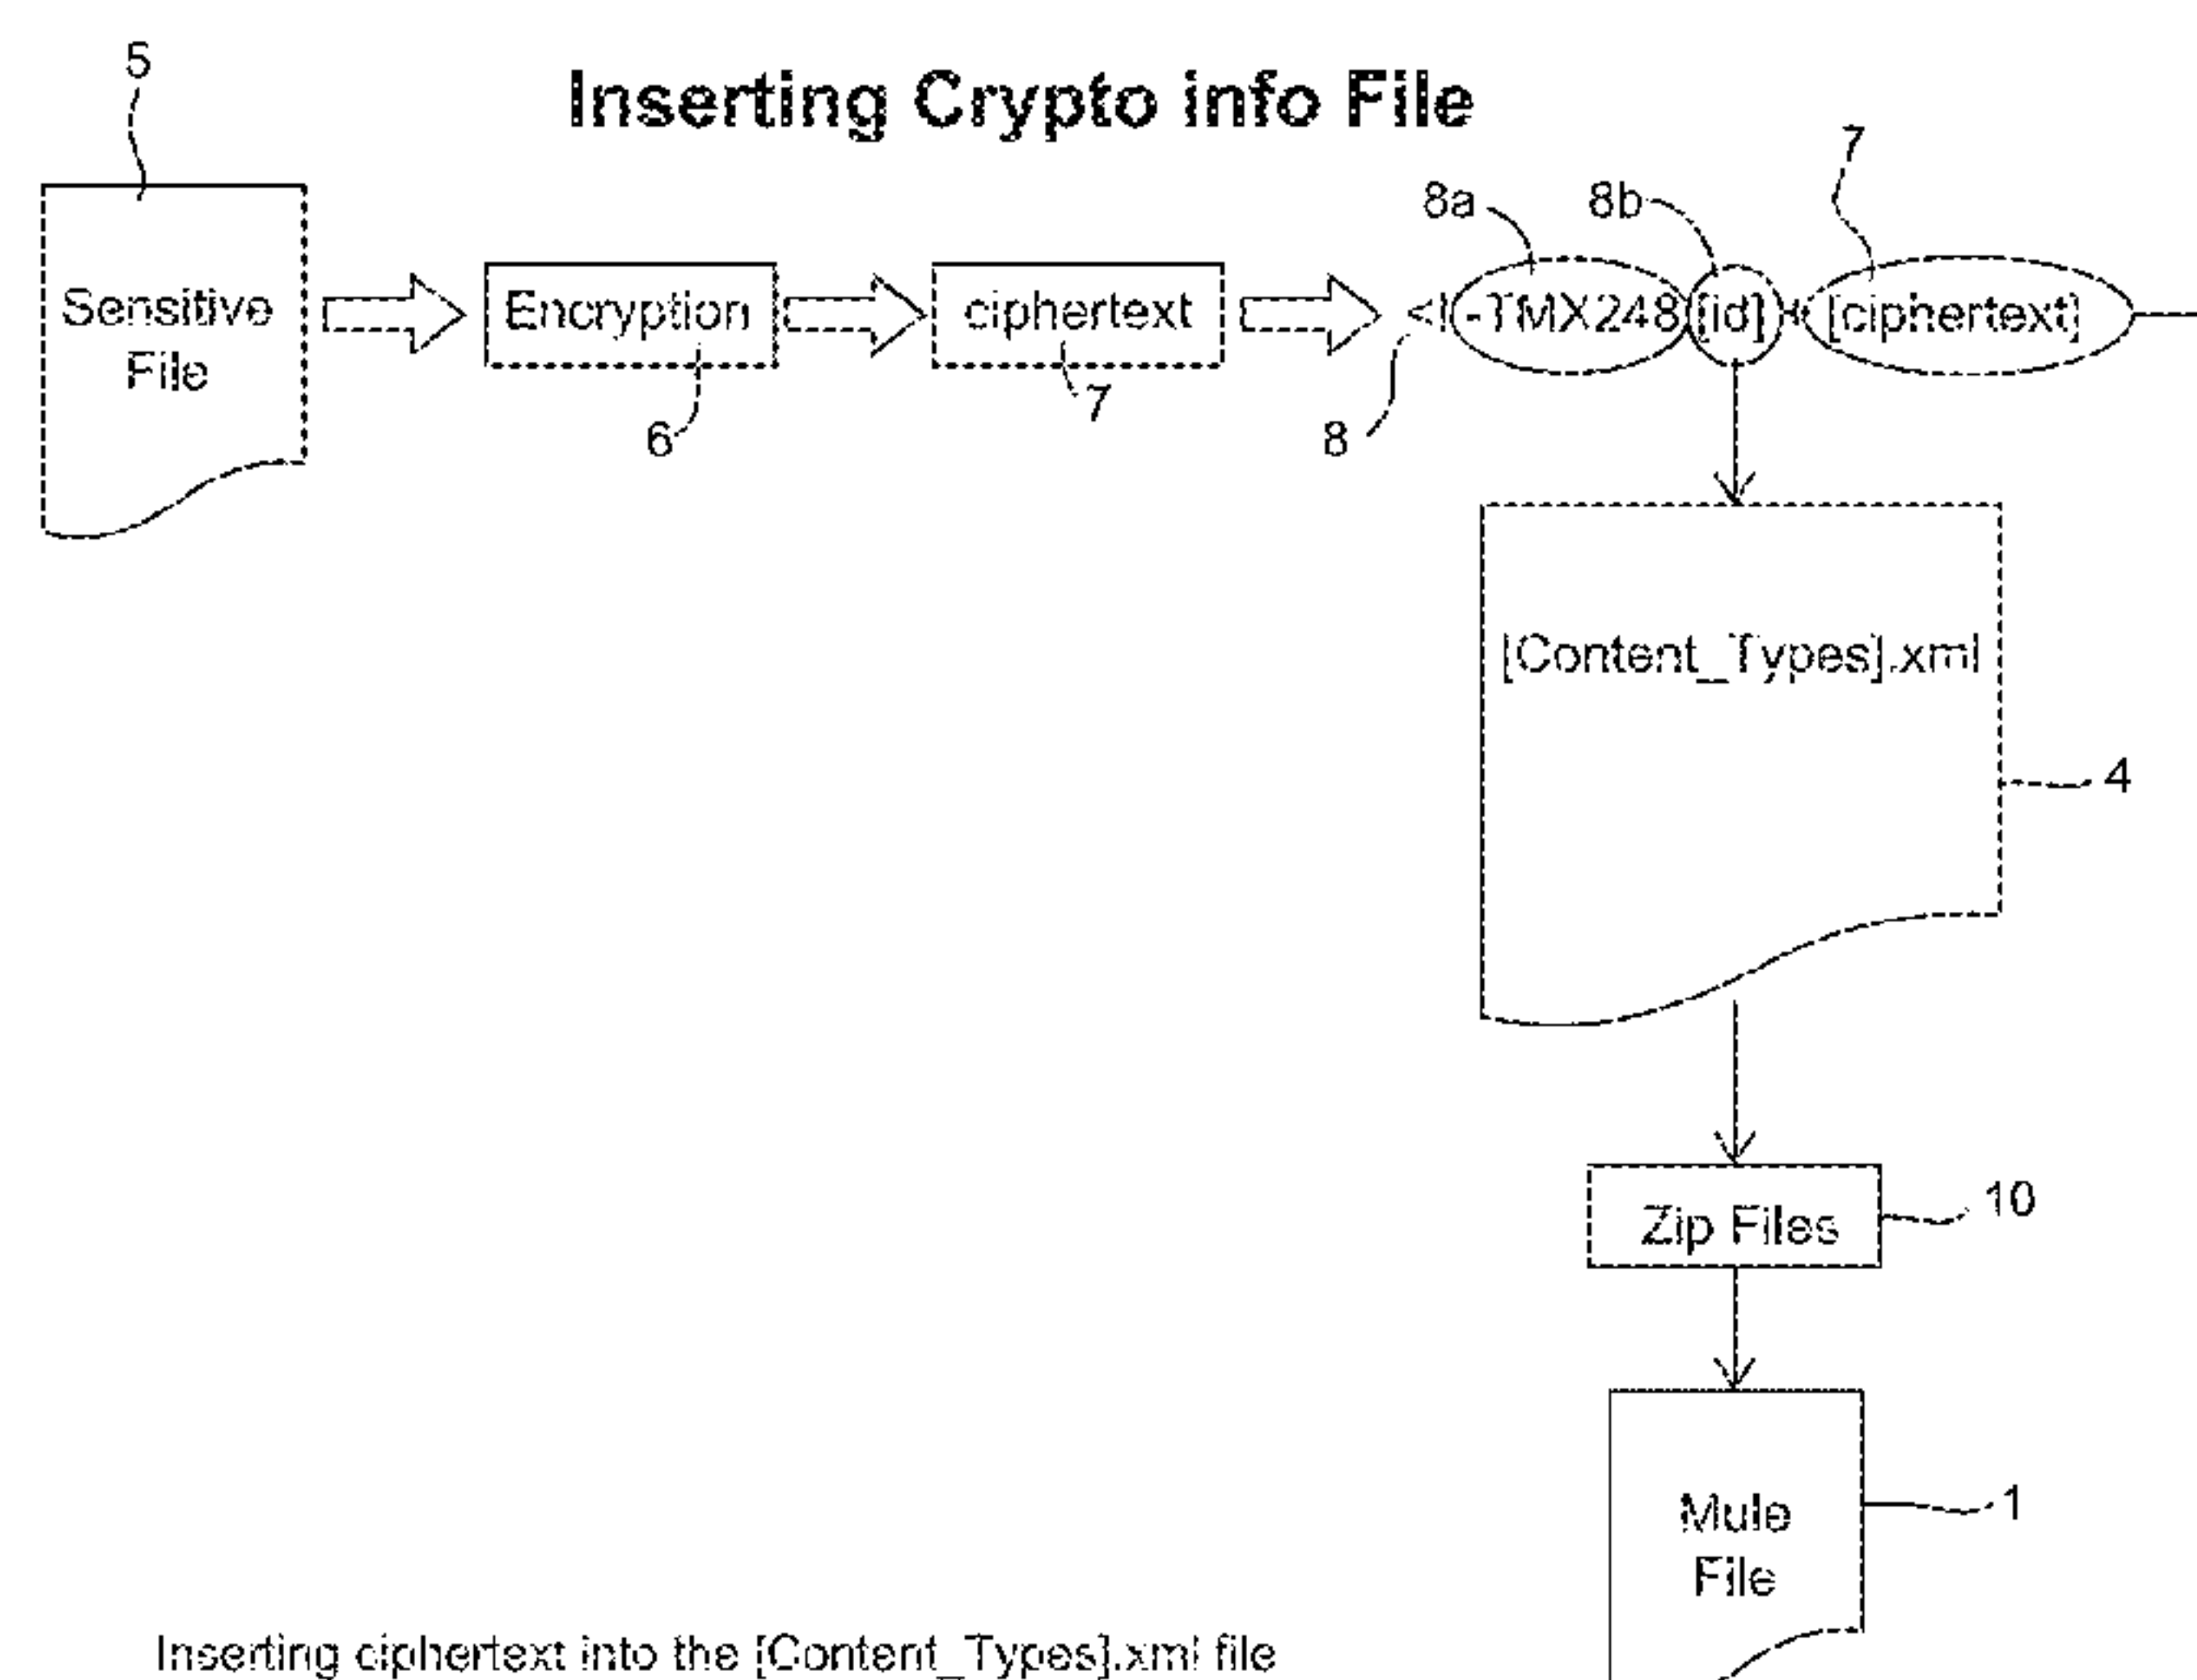 5
Inserting Crypto info File
7
8a
8b
Sensitive
File
Encryption
ciphertext
<!-TMX248[id] [ciphertext]
6
7
8
[Content_Types].xml
4
Zip Files
10
Mule
File
1
Inserting ciphertext into the [Content_Types].xml file